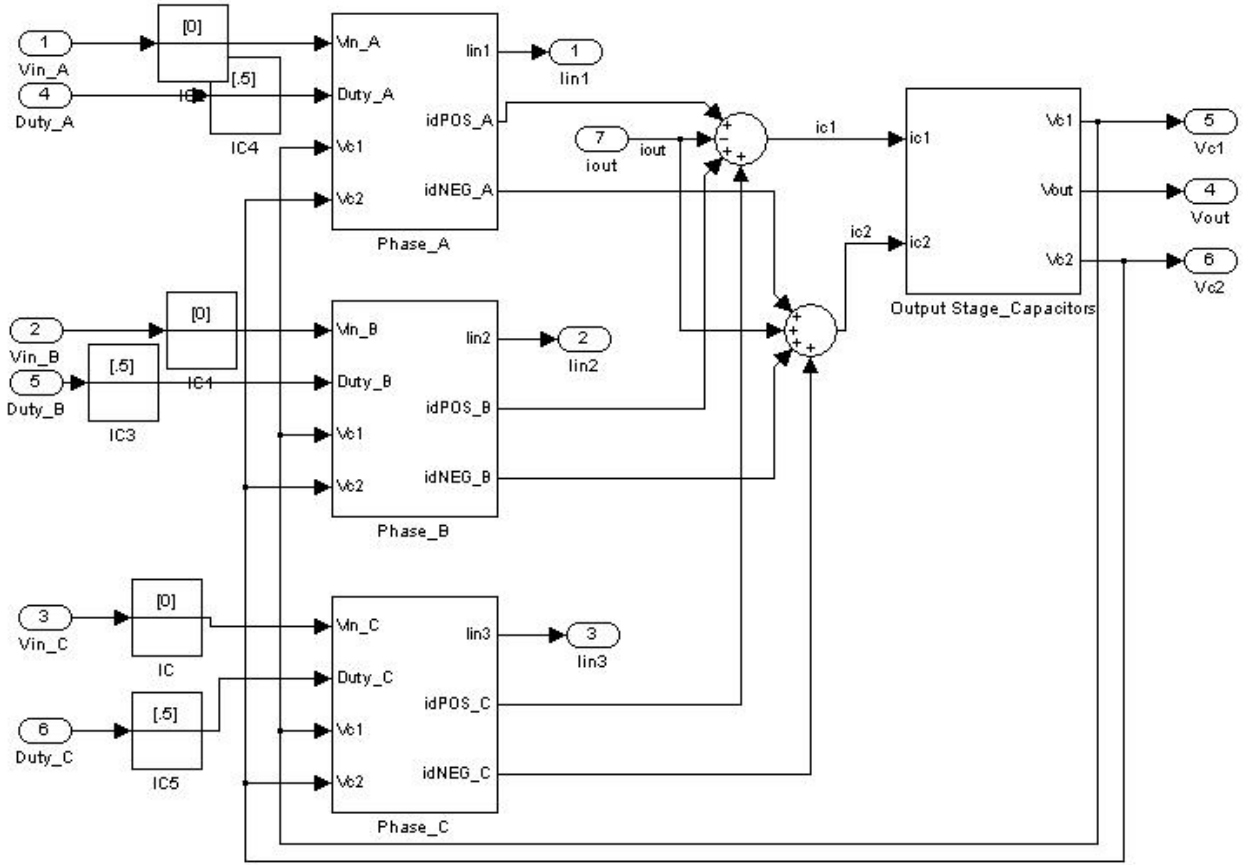 1
Vin_A
4
Duty_A
[0]
[.5]
IC4
Vin_A
Duty_A
Vc1
Vc2
Iin1
idPOS_A
idNEG_A
Phase_A
1
Iin1
7
iout
iout
+
−
+
+
ic1
ic2
ic1
ic2
Vc1
Vout
Vc2
Output Stage_Capacitors
5
Vc1
4
Vout
6
Vc2
2
Vin_B
5
Duty_B
[0]
IC1
[.5]
IC3
Vin_B
Duty_B
Vc1
Vc2
Iin2
idPOS_B
idNEG_B
Phase_B
2
Iin2
+
+
+
+
3
Vin_C
6
Duty_C
[0]
IC
[.5]
IC5
Vin_C
Duty_C
Vc1
Vc2
Iin3
idPOS_C
idNEG_C
Phase_C
3
Iin3